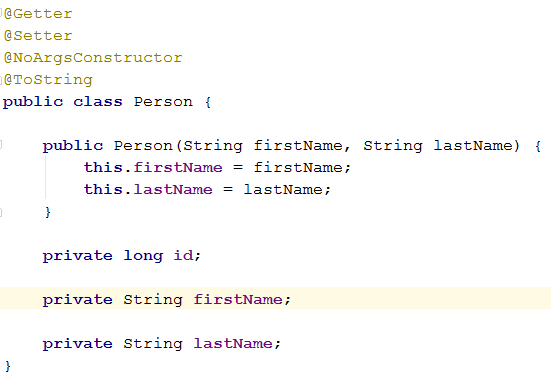 @Getter
@Setter
@NoArgsConstructor
@ToString
public class Person {
public Person(String firstName, String lastName) {
this.firstName = firstName;
this.lastName = lastName;
}
private long id;
private String firstName;
private String lastName;
}